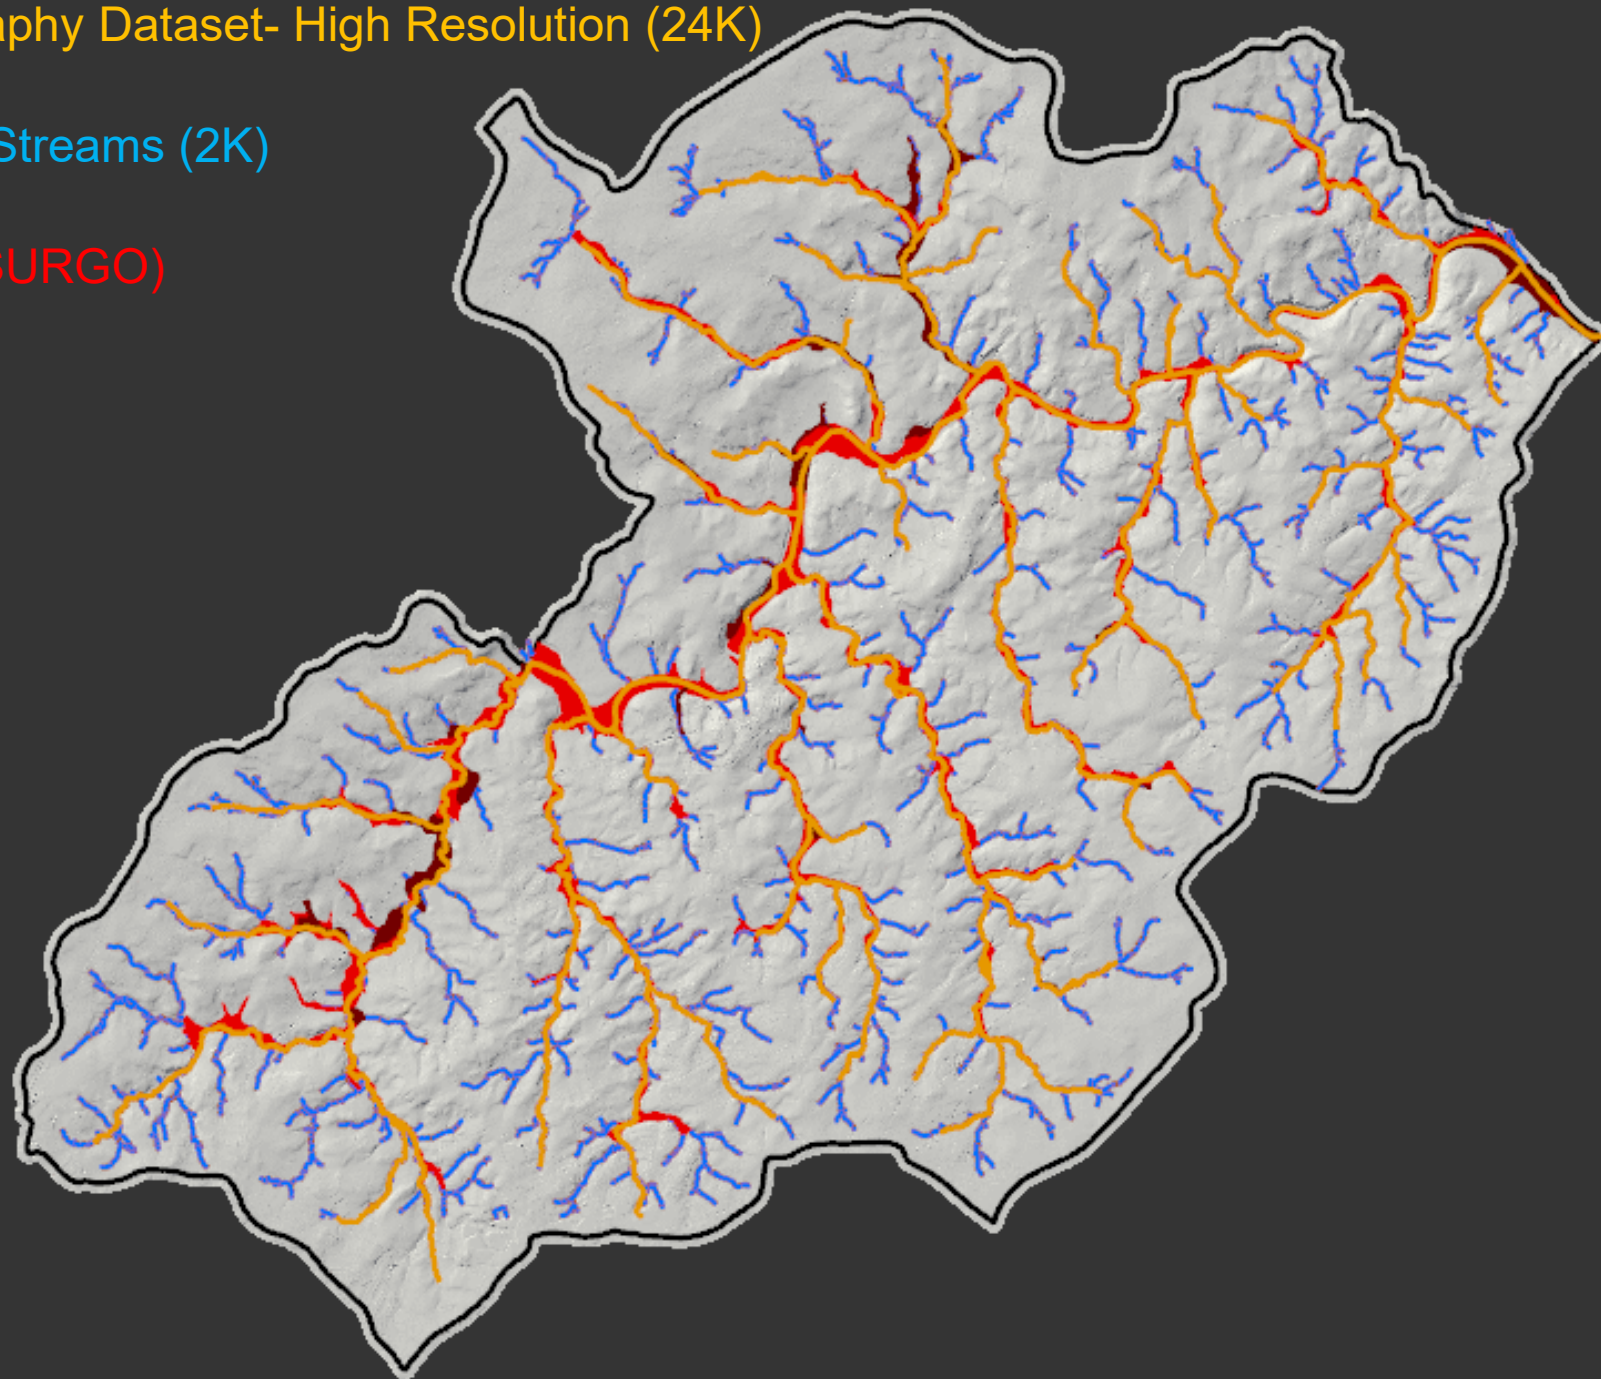 aphy Dataset- High Resolution (24K)
Streams (2K)
SURGO)